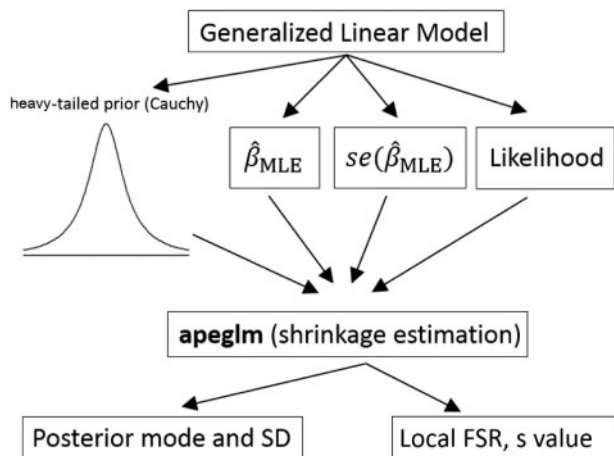 Generalized Linear Model
heavy-tailed prior (Cauchy)
β̂MLE
se(β̂MLE)
Likelihood
apeglm (shrinkage estimation)
Posterior mode and SD
Local FSR, s value